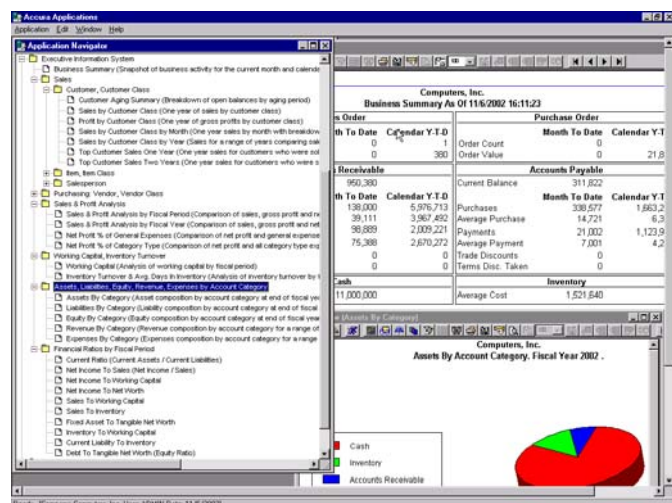 Accura Applications
Application Edit Window Help
Application Navigator
Executive Information System
Business Summary (Snapshot of business activity for the current month and calenda
Sales
Customer, Customer Class
Customer Aging Summary (Breakdown of open balances by aging period)
Sales by Customer Class (One year of sales by customer class)
Profit by Customer Class (One year of gross profits by customer class)
Sales by Customer Class by Month (One year sales by month with breakdown
Sales by Customer Class by Year (Sales for a range of years comparing sal
Top Customer Sales One Year (One year sales for customers who were sol
Top Customer Sales Two Years (One year sales for customers who were s
Item, Item Class
Salesperson
Purchasing: Vendor, Vendor Class
Sales & Profit Analysis
Sales & Profit Analysis by Fiscal Period (Comparison of sales, gross profit and ne
Sales & Profit Analysis by Fiscal Year (Comparison of sales, gross profit and net
Net Profit % of General Expenses (Comparison of net profit and general expenses
Net Profit % of Category Type (Comparison of net profit and all category type exp
Working Capital, Inventory Turnover
Working Capital (Analysis of working capital by fiscal period)
Inventory Turnover & Avg. Days In Inventory (Analysis of inventory turnover by
Assets, Liabilities, Equity, Revenue, Expenses by Account Category
Assets By Category (Asset composition by account category at end of fiscal yea
Liabilities By Category (Liability composition by account category at end of fiscal
Equity By Category (Equity composition by account category at end of fiscal year
Revenue By Category (Revenue composition by account category for a range of
Expenses By Category (Expenses composition by account category for a range
Financial Ratios by Fiscal Period
Current Ratio (Current Assets / Current Liabilities)
Net Income To Sales (Net Income / Sales)
Net Income To Working Capital
Net Income To Net Worth
Sales To Working Capital
Sales To Inventory
Fixed Asset To Tangible Net Worth
Inventory To Working Capital
Current Liability To Inventory
Debt To Tangible Net Worth (Equity Ratio)
Computers, Inc.
Business Summary As Of 11/6/2002 16:11:23
s Order Purchase Order
th To Date Calendar Y-T-D Month To Date Calendar Y-T
0 1 Order Count 0
0 380 Order Value 0 21,8
Receivable Accounts Payable
950,380 Current Balance 311,822
th To Date Calendar Y-T-D Month To Date Calendar Y-T
138,000 5,976,713 Purchases 338,577 1,663,2
39,111 3,967,492 Average Purchase 14,721 6,3
98,889 2,009,221 Payments 21,002 1,123,9
75,388 2,670,272 Average Payment 7,001 4,2
0 0 Trade Discounts 0
0 0 Terms Disc. Taken 0
Cash Inventory
11,000,000 Average Cost 1,521,640
(Assets By Category)
Computers, Inc.
Assets By Account Category. Fiscal Year 2002 .
Cash
Inventory
Accounts Receivable